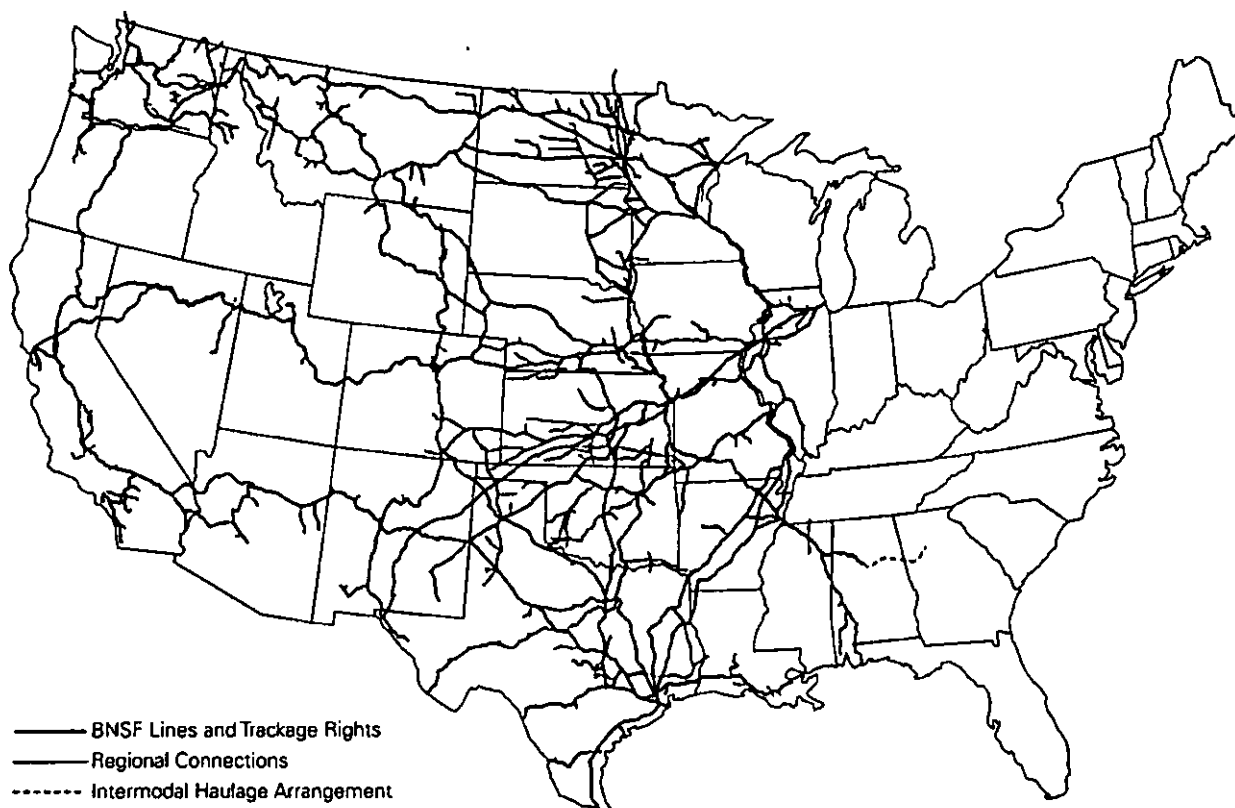 BNSF Lines and Trackage Rights
Regional Connections
Intermodal Haulage Arrangement